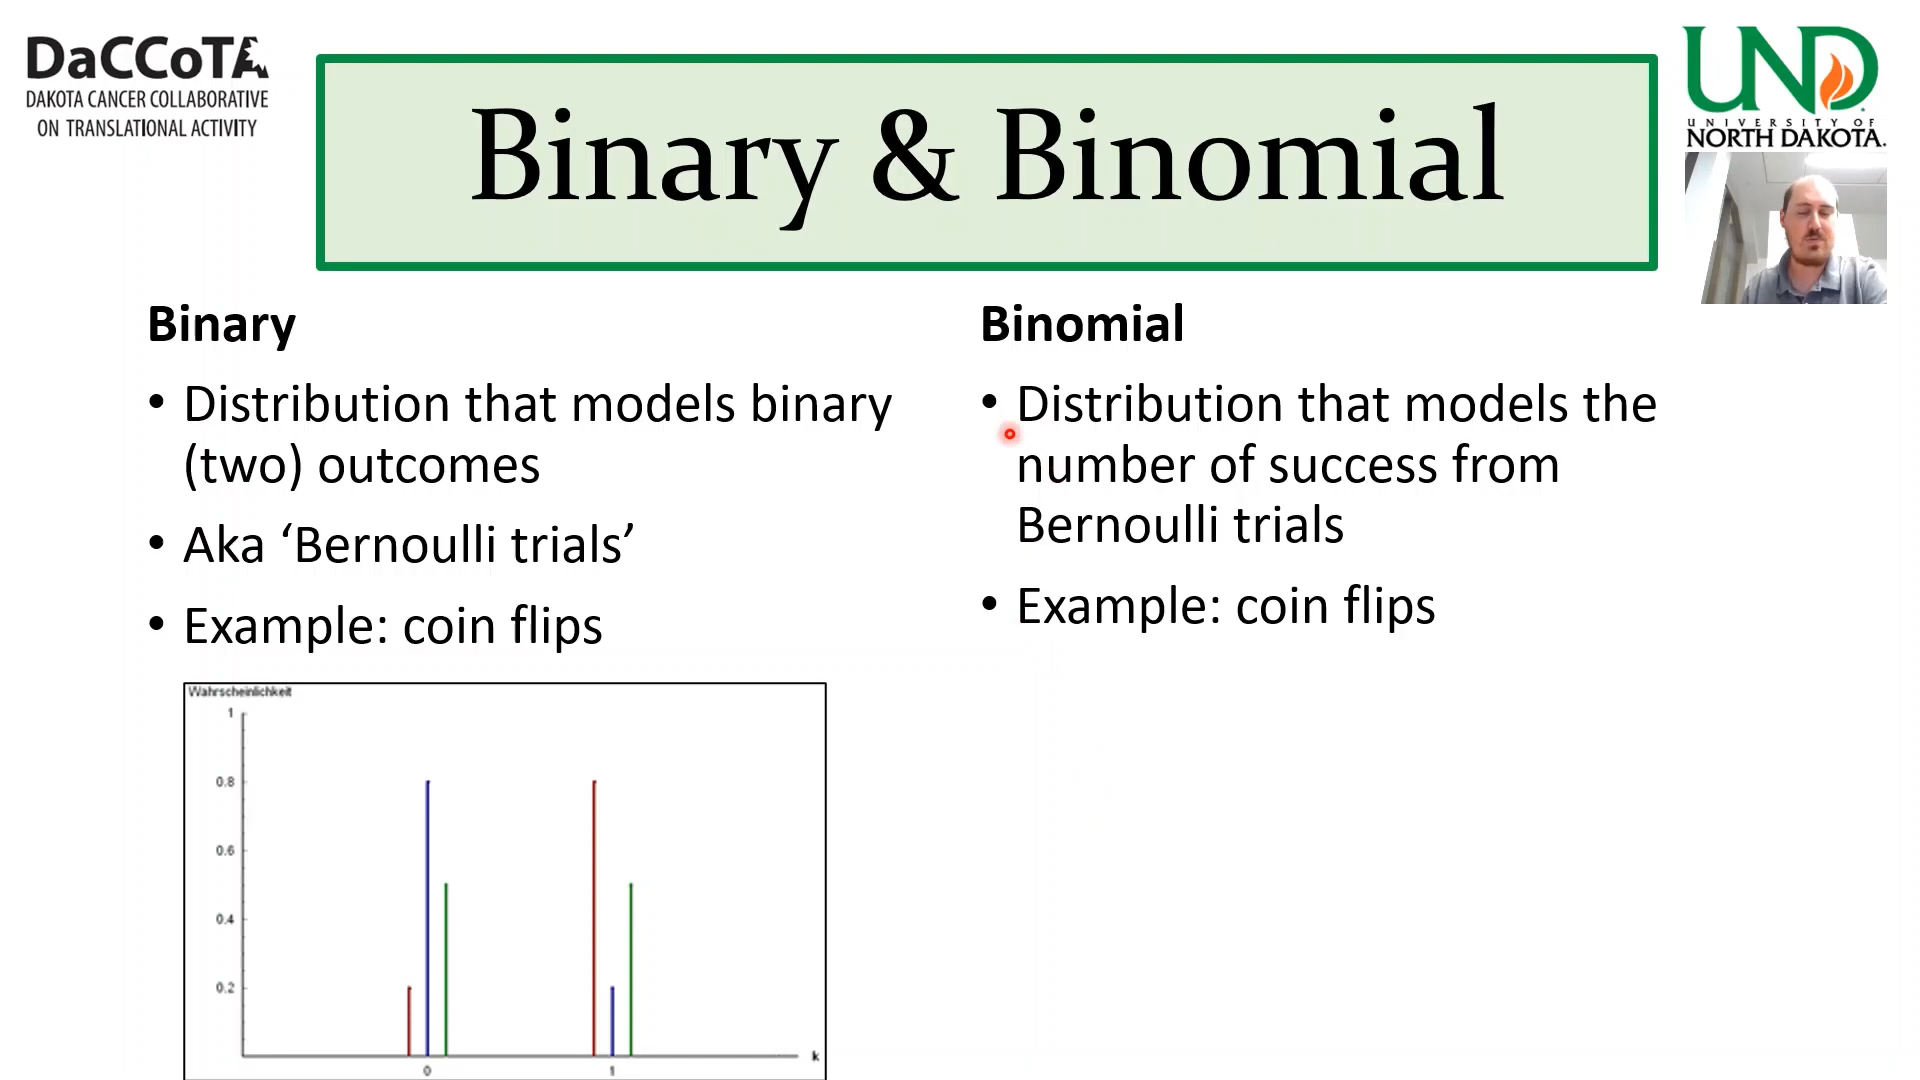 DaCCoTA
DAKOTA CANCER COLLABORATIVE
ON TRANSLATIONAL ACTIVITY
Binary & Binomial
UND
UNIVERSITY OF
NORTH DAKOTA.
Binary
• Distribution that models binary
(two) outcomes
• Aka ‘Bernoulli trials’
• Example: coin flips
Binomial
• Distribution that models the
number of success from
Bernoulli trials
• Example: coin flips
Wahrscheinlichkeit
1
0.8
0.6
0.4
0.2
k
0
1